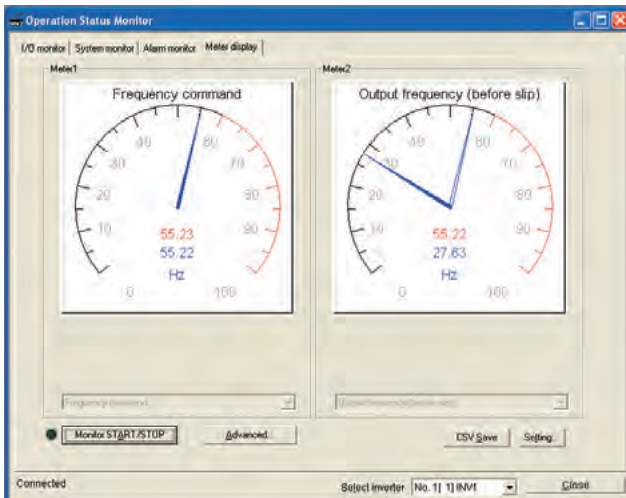 Operation Status Monitor
I/O monitor System monitor Alarm monitor Meter display
Meter1
Frequency command
10
20
30
40
60
70
80
90
0
100
55.23
55.22
Hz
Frequency command
Meter2
Output frequency (before slip)
10
20
30
40
60
70
80
90
0
100
55.22
27.63
Hz
Monitor START/STOP
Advanced
CSV Save
Setting...
Connected
Select inverter No. 1[ 1] INV1
Close